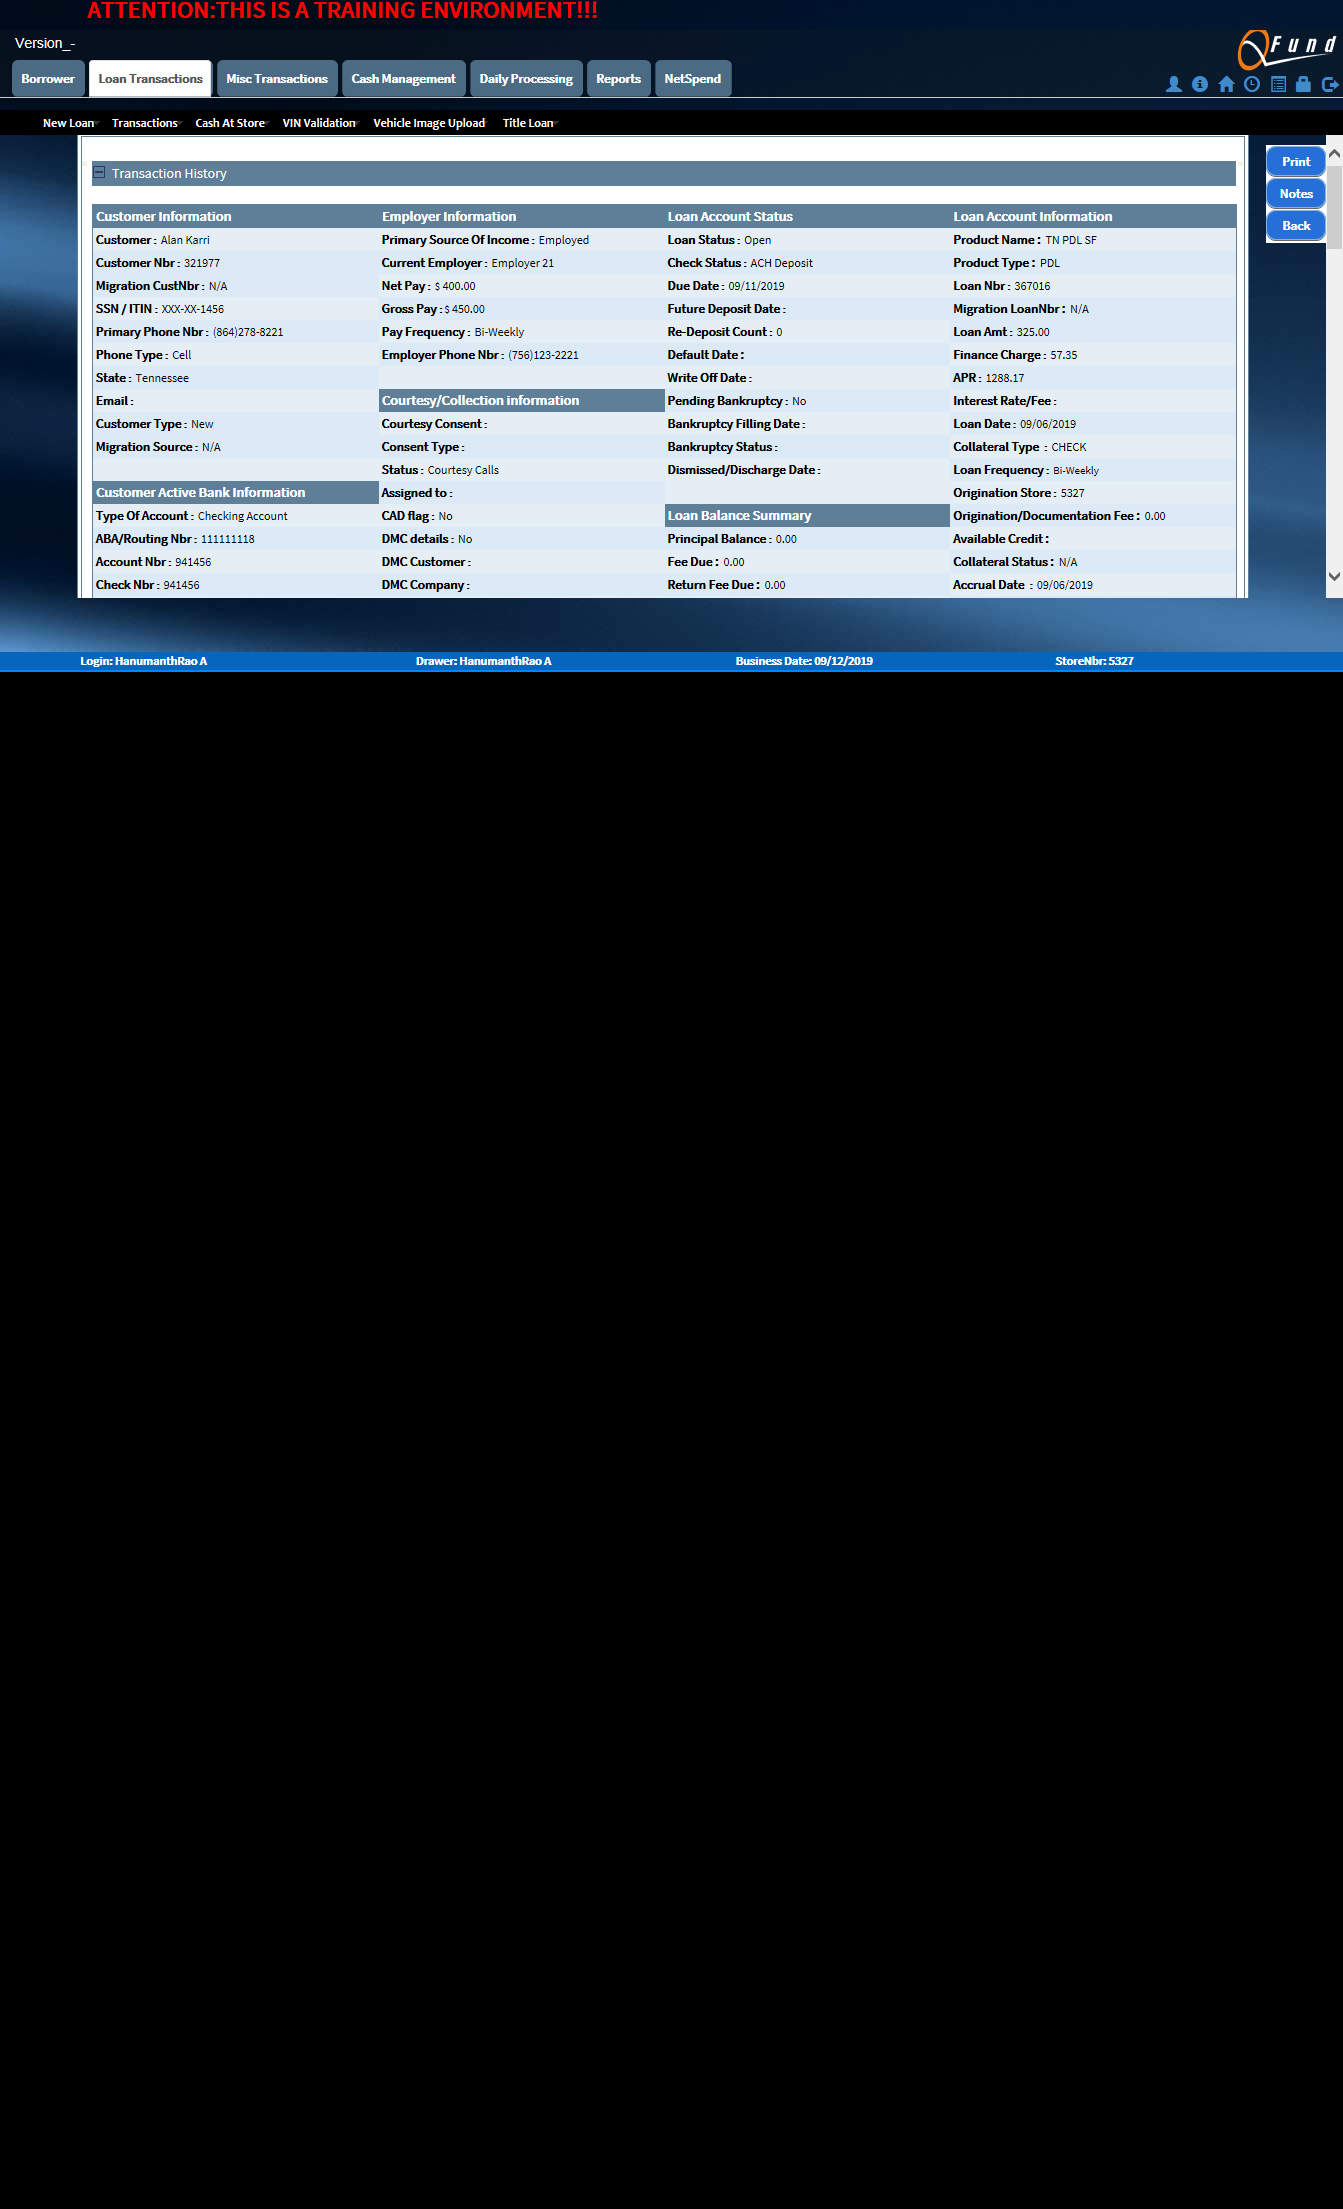 ATTENTION:THIS IS A TRAINING ENVIRONMENT!!!
Version_-
QFund
Borrower Loan Transactions Misc Transactions Cash Management Daily Processing Reports NetSpend
New Loan Transactions Cash At Store VIN Validation Vehicle Image Upload Title Loan
Print
Notes
Back
Transaction History
Customer Information
Customer : Alan Karri
Customer Nbr : 321977
Migration CustNbr : N/A
SSN / ITIN : XXX-XX-1456
Primary Phone Nbr : (864)278-8221
Phone Type : Cell
State : Tennessee
Email :
Customer Type : New
Migration Source : N/A
Customer Active Bank Information
Type Of Account : Checking Account
ABA/Routing Nbr : 111111118
Account Nbr : 941456
Check Nbr : 941456
Employer Information
Primary Source Of Income : Employed
Current Employer : Employer 21
Net Pay : $ 400.00
Gross Pay : $ 450.00
Pay Frequency : Bi-Weekly
Employer Phone Nbr : (756)123-2221
Courtesy/Collection information
Courtesy Consent :
Consent Type :
Status : Courtesy Calls
Assigned to :
CAD flag : No
DMC details : No
DMC Customer :
DMC Company :
Loan Account Status
Loan Status : Open
Check Status : ACH Deposit
Due Date : 09/11/2019
Future Deposit Date :
Re-Deposit Count : 0
Default Date :
Write Off Date :
Pending Bankruptcy : No
Bankruptcy Filling Date :
Bankruptcy Status :
Dismissed/Discharge Date :
Loan Balance Summary
Principal Balance : 0.00
Fee Due : 0.00
Return Fee Due : 0.00
Loan Account Information
Product Name : TN PDL SF
Product Type : PDL
Loan Nbr : 367016
Migration LoanNbr : N/A
Loan Amt : 325.00
Finance Charge : 57.35
APR : 1288.17
Interest Rate/Fee :
Loan Date : 09/06/2019
Collateral Type : CHECK
Loan Frequency : Bi-Weekly
Origination Store : 5327
Origination/Documentation Fee : 0.00
Available Credit :
Collateral Status : N/A
Accrual Date : 09/06/2019
Login: HanumanthRao A Drawer: HanumanthRao A Business Date: 09/12/2019 StoreNbr: 5327